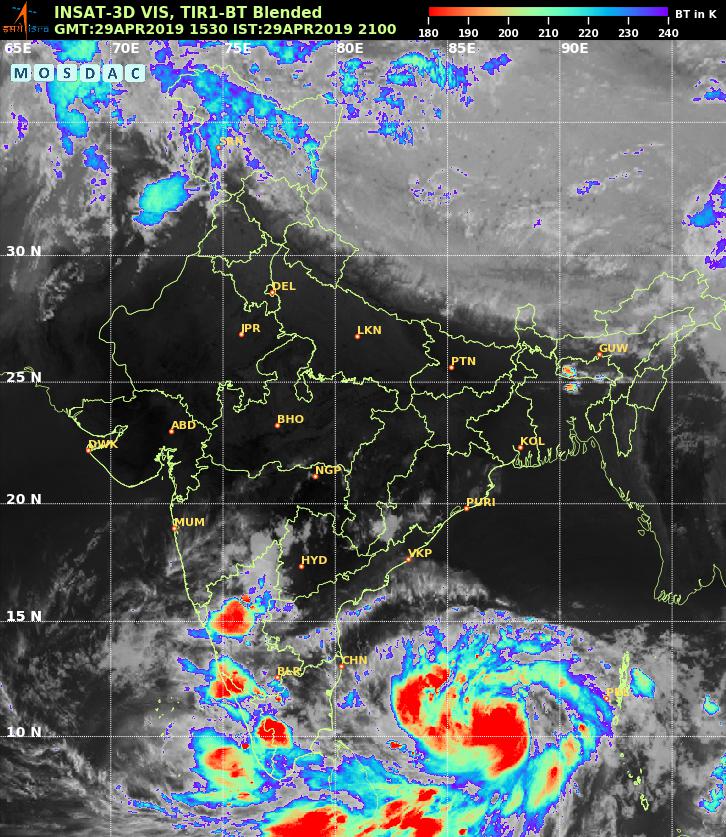 INSAT-3D VIS, TIR1-BT Blended
GMT:29APR2019 1530 IST:29APR2019 2100
BT in K
180 190 200 210 220 230 240
65E 70E 75E 80E 85E 90E
MOSDAC
SRN
30 N
DEL
JPR
LKN
GUW
PTN
25 N
ABD
BHO
DWK
KOL
NGP
20 N
PURI
MUM
VKP
HYD
15 N
CHN
BLR
PBL
10 N